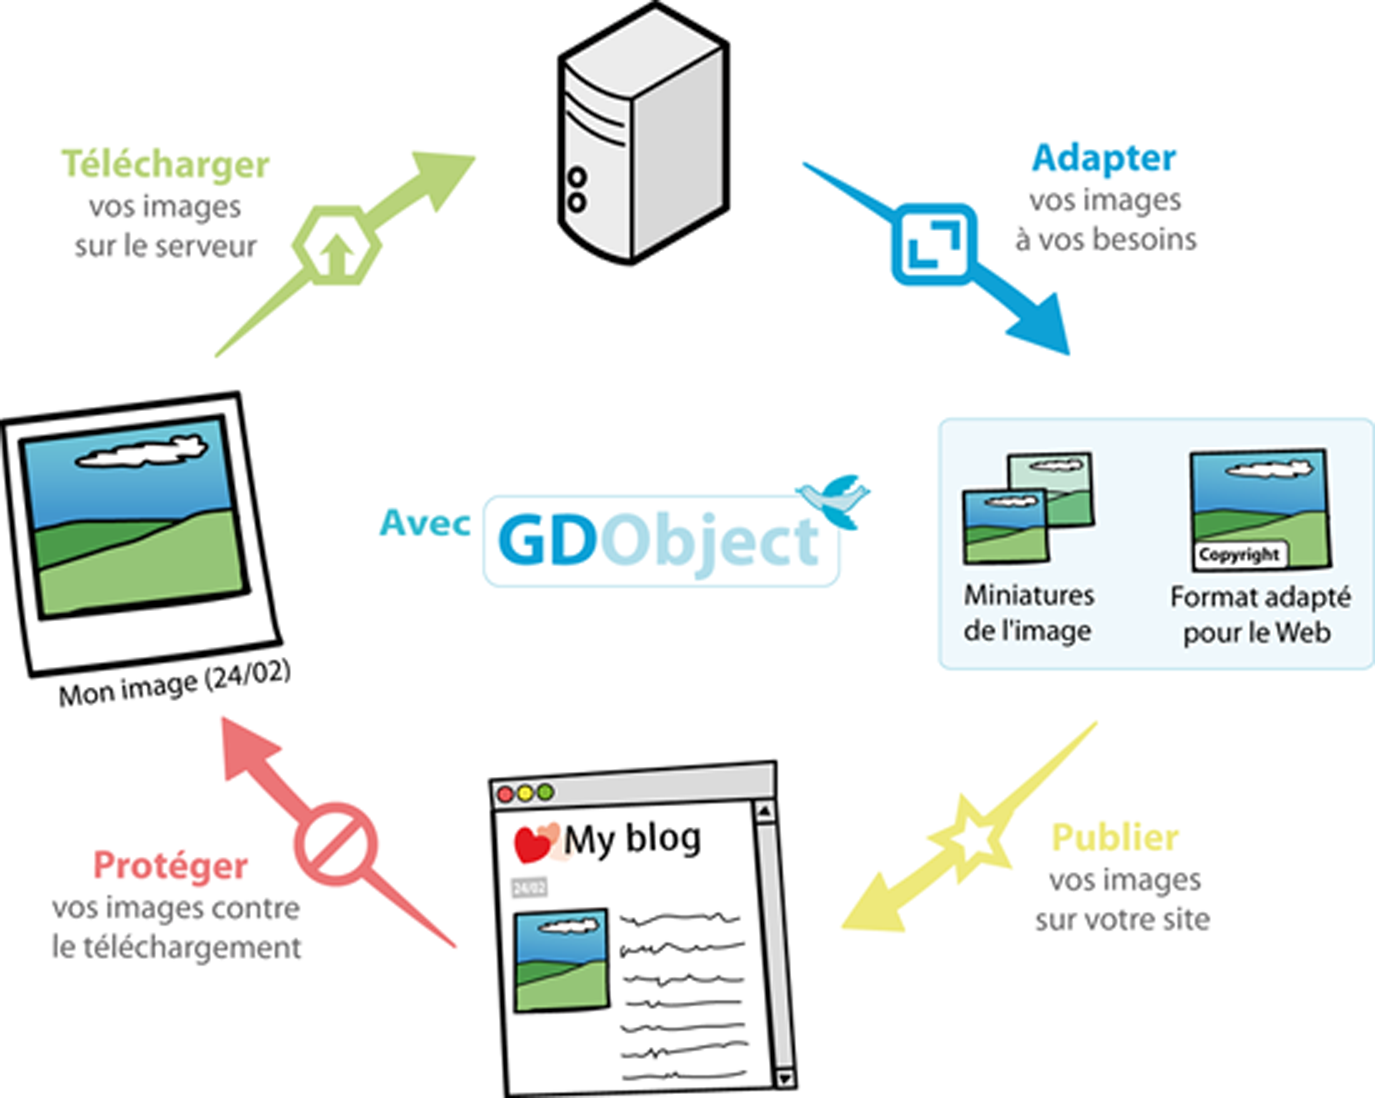 Télécharger
vos images
sur le serveur
Adapter
vos images
à vos besoins
Avec GDObject
Copyright
Miniatures
de l'image
Format adapté
pour le Web
Mon image (24/02)
Publier
vos images
sur votre site
My blog
24/02
Protéger
vos images contre
le téléchargement